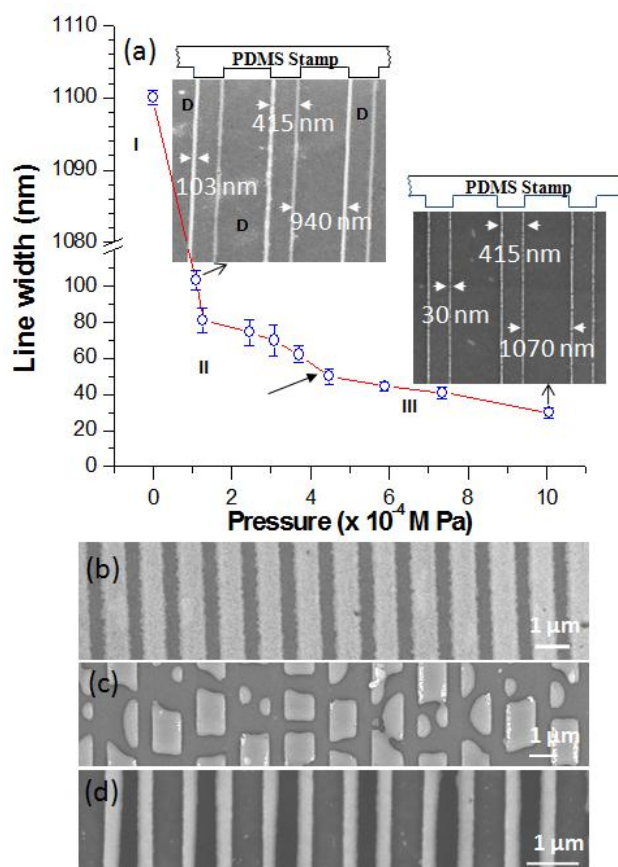 1110
(a)
PDMS Stamp
1100
D
D
415 nm
I
1090
103 nm
940 nm
D
PDMS Stamp
1080
415 nm
100
30 nm
1070 nm
80
60
II
40
III
20
0
0 2 4 6 8 10
Line width (nm)
Pressure (x 10⁻⁴ M Pa)
(b)
1 µm
(c)
1 µm
(d)
1 µm